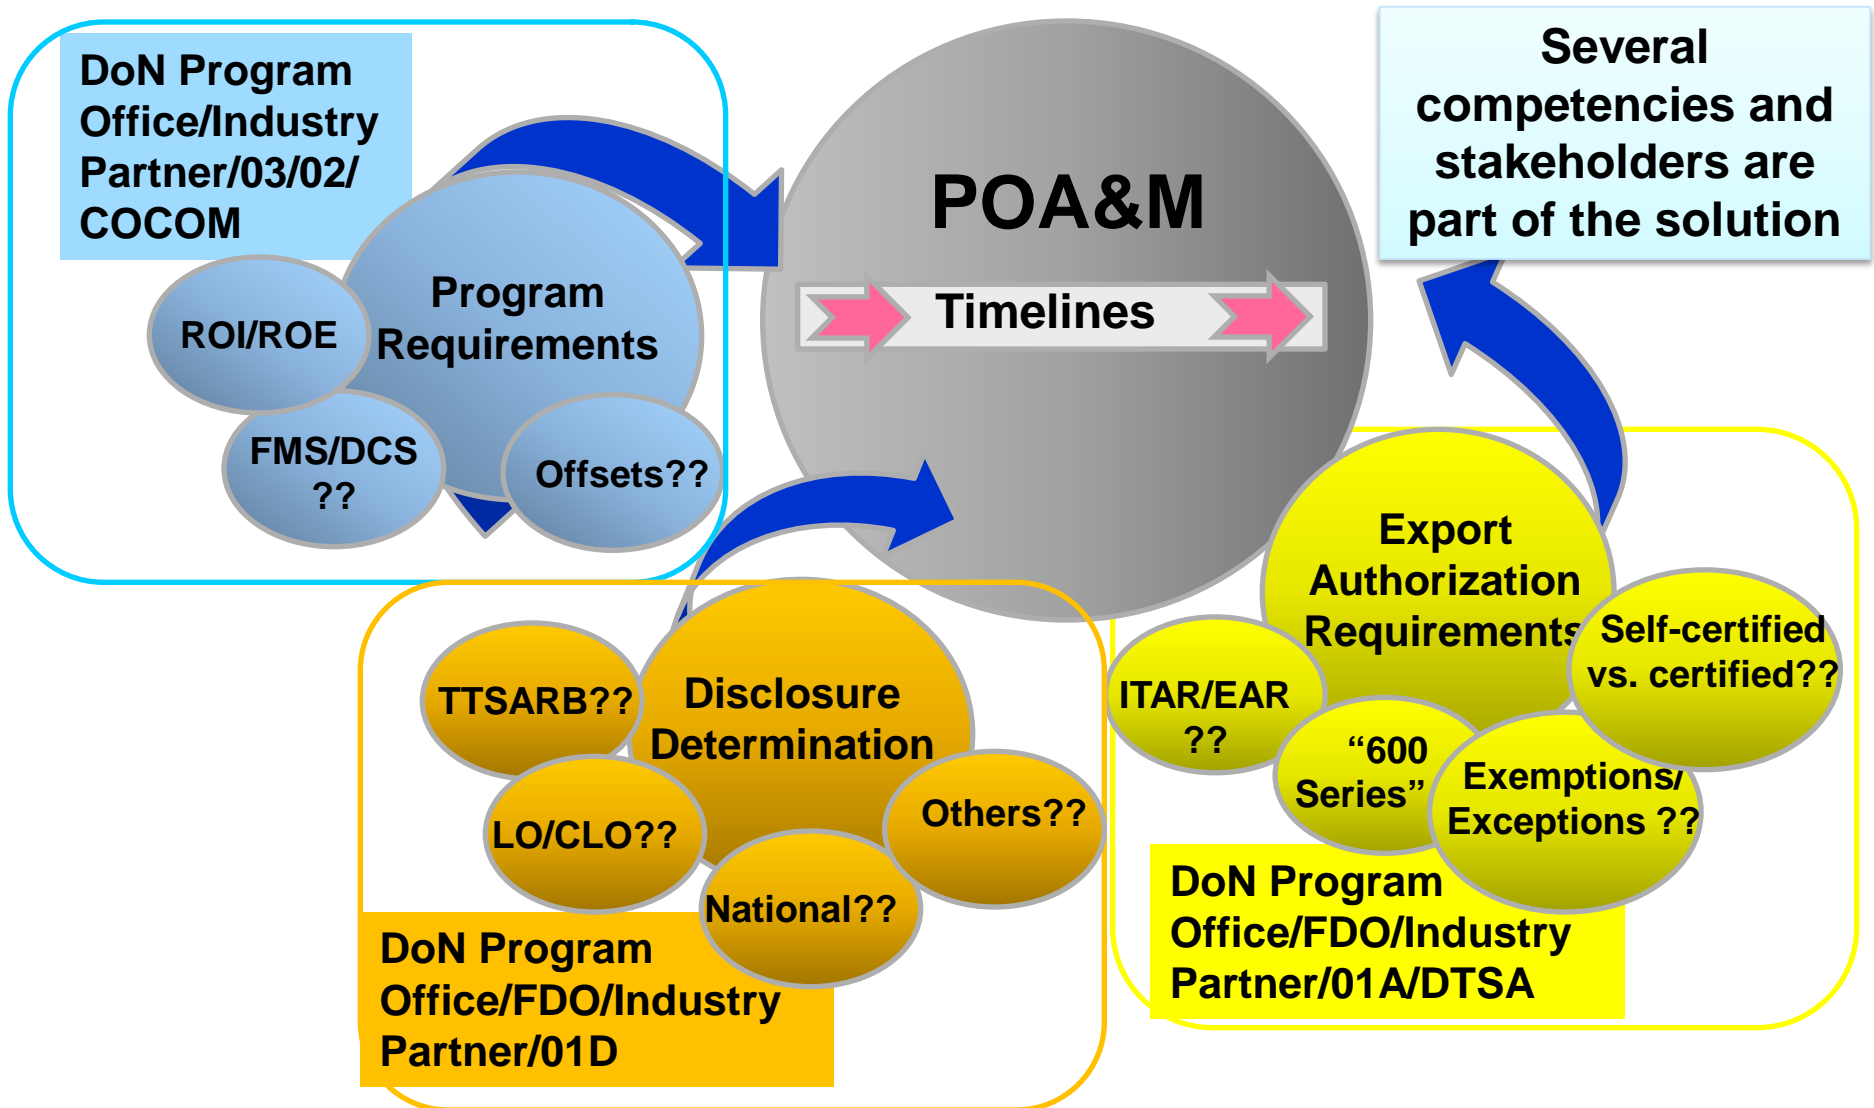 DoN Program
Office/Industry
Partner/03/02/
COCOM
Program
Requirements
ROI/ROE
FMS/DCS
??
Offsets??
POA&M
Timelines
Several
competencies and
stakeholders are
part of the solution
Disclosure
Determination
TTSARB??
LO/CLO??
National??
Others??
DoN Program
Office/FDO/Industry
Partner/01D
Export
Authorization
Requirements
Self-certified
vs. certified??
ITAR/EAR
??
“600
Series”
Exemptions/
Exceptions ??
DoN Program
Office/FDO/Industry
Partner/01A/DTSA